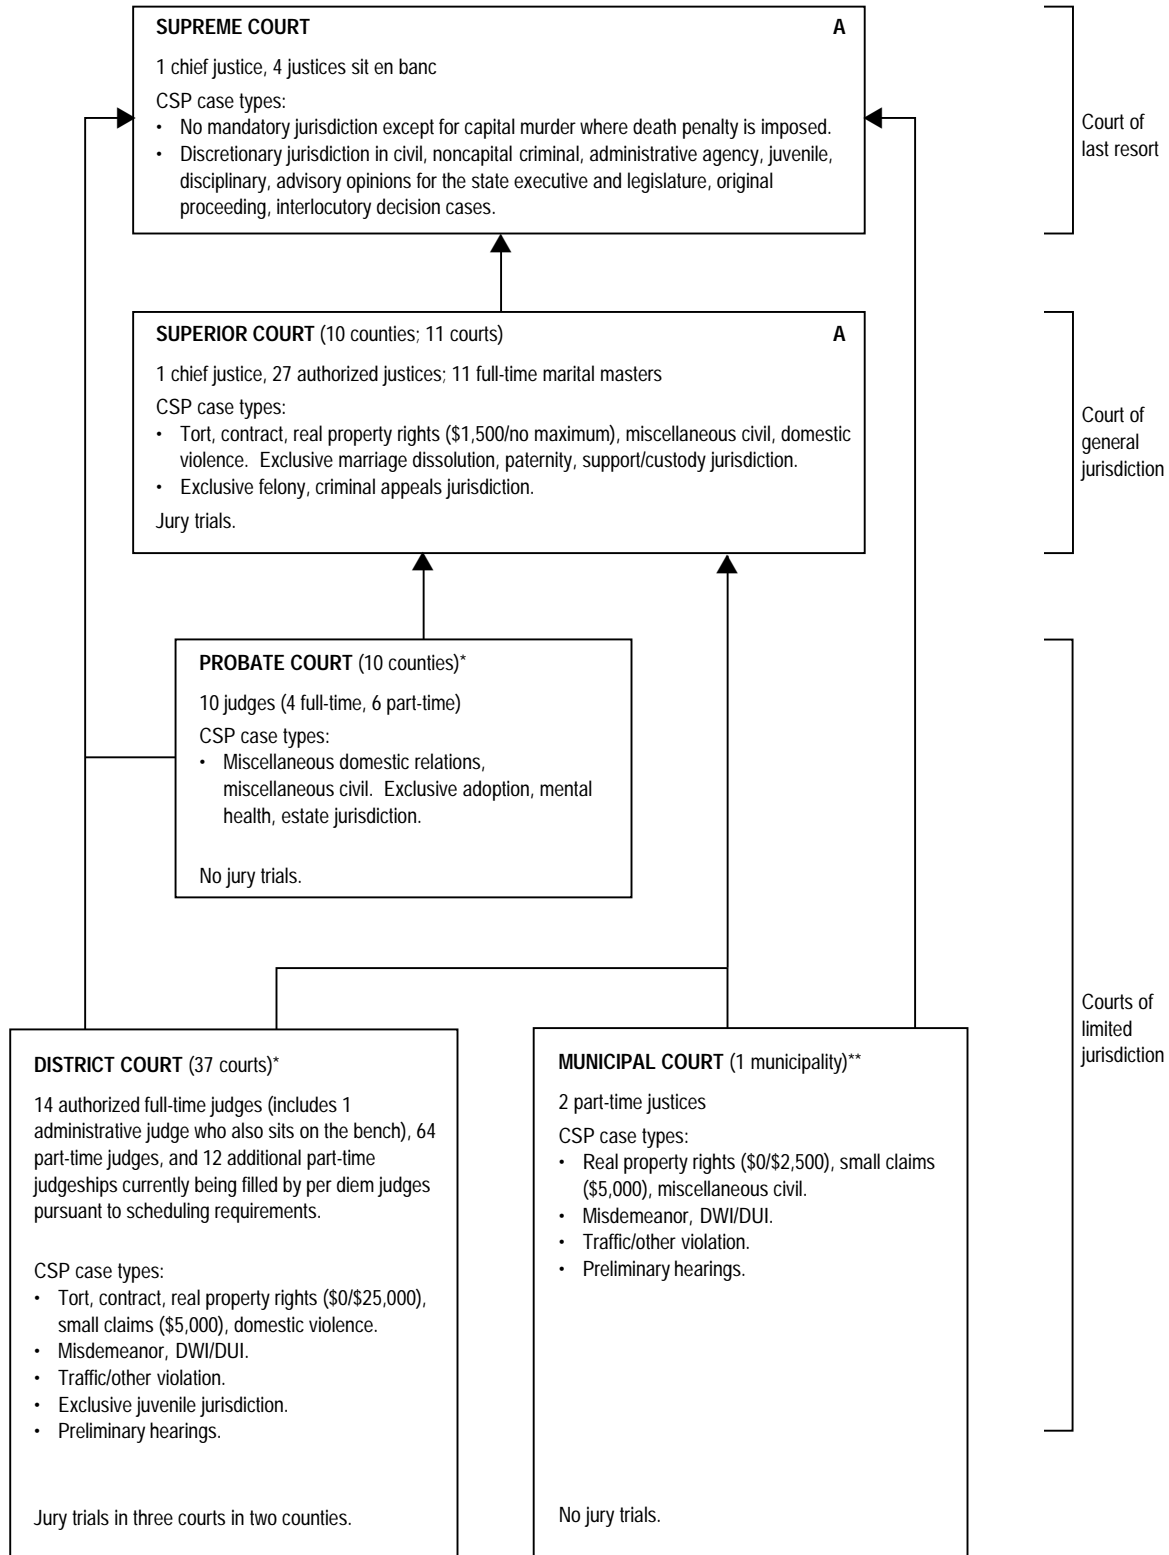 SUPREME COURT A
1 chief justice, 4 justices sit en banc
CSP case types:
• No mandatory jurisdiction except for capital murder where death penalty is imposed.
• Discretionary jurisdiction in civil, noncapital criminal, administrative agency, juvenile,
disciplinary, advisory opinions for the state executive and legislature, original
proceeding, interlocutory decision cases.
Court of
last resort
SUPERIOR COURT (10 counties; 11 courts) A
1 chief justice, 27 authorized justices; 11 full-time marital masters
CSP case types:
• Tort, contract, real property rights ($1,500/no maximum), miscellaneous civil, domestic
violence. Exclusive marriage dissolution, paternity, support/custody jurisdiction.
• Exclusive felony, criminal appeals jurisdiction.
Jury trials.
Court of
general
jurisdiction
PROBATE COURT (10 counties)*
10 judges (4 full-time, 6 part-time)
CSP case types:
• Miscellaneous domestic relations,
miscellaneous civil. Exclusive adoption, mental
health, estate jurisdiction.
No jury trials.
Courts of
limited
jurisdiction
DISTRICT COURT (37 courts)*
14 authorized full-time judges (includes 1
administrative judge who also sits on the bench), 64
part-time judges, and 12 additional part-time
judgeships currently being filled by per diem judges
pursuant to scheduling requirements.
CSP case types:
• Tort, contract, real property rights ($0/$25,000),
small claims ($5,000), domestic violence.
• Misdemeanor, DWI/DUI.
• Traffic/other violation.
• Exclusive juvenile jurisdiction.
• Preliminary hearings.
Jury trials in three courts in two counties.
MUNICIPAL COURT (1 municipality)**
2 part-time justices
CSP case types:
• Real property rights ($0/$2,500), small claims
($5,000), miscellaneous civil.
• Misdemeanor, DWI/DUI.
• Traffic/other violation.
• Preliminary hearings.
No jury trials.